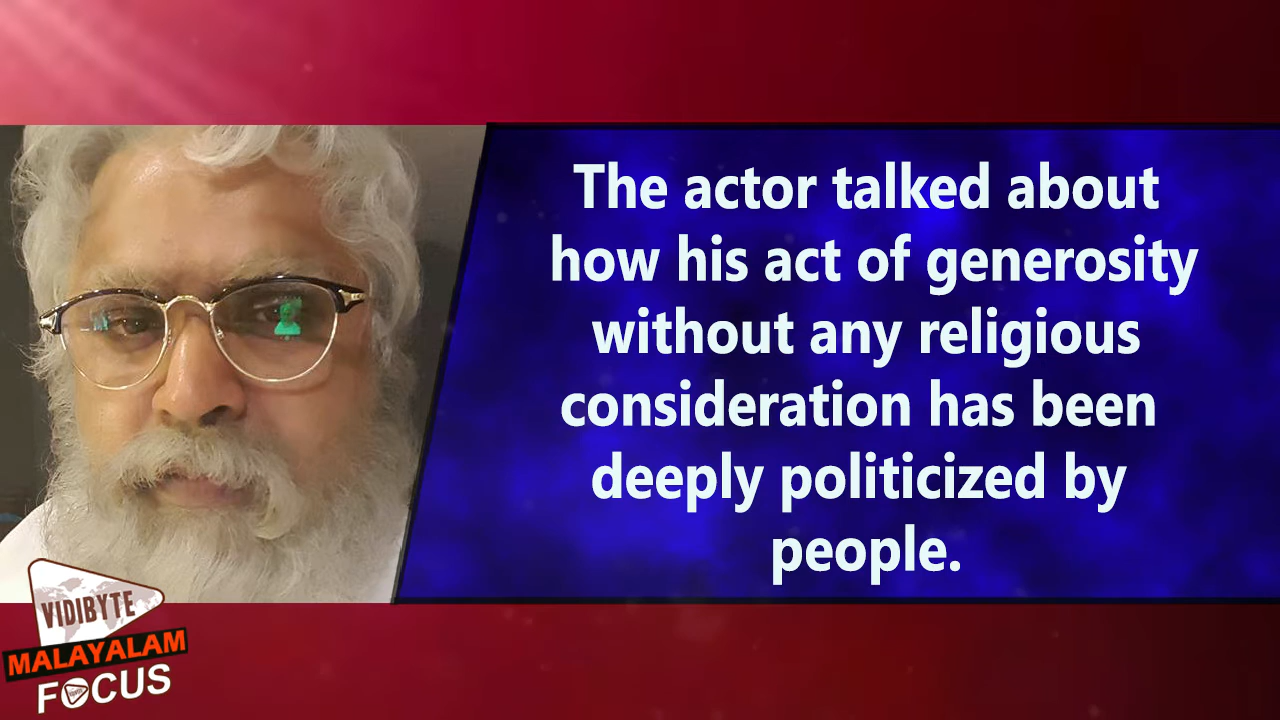 The actor talked about
how his act of generosity
without any religious
consideration has been
deeply politicized by
people.
VIDIBYTE
MALAYALAM
FOCUS